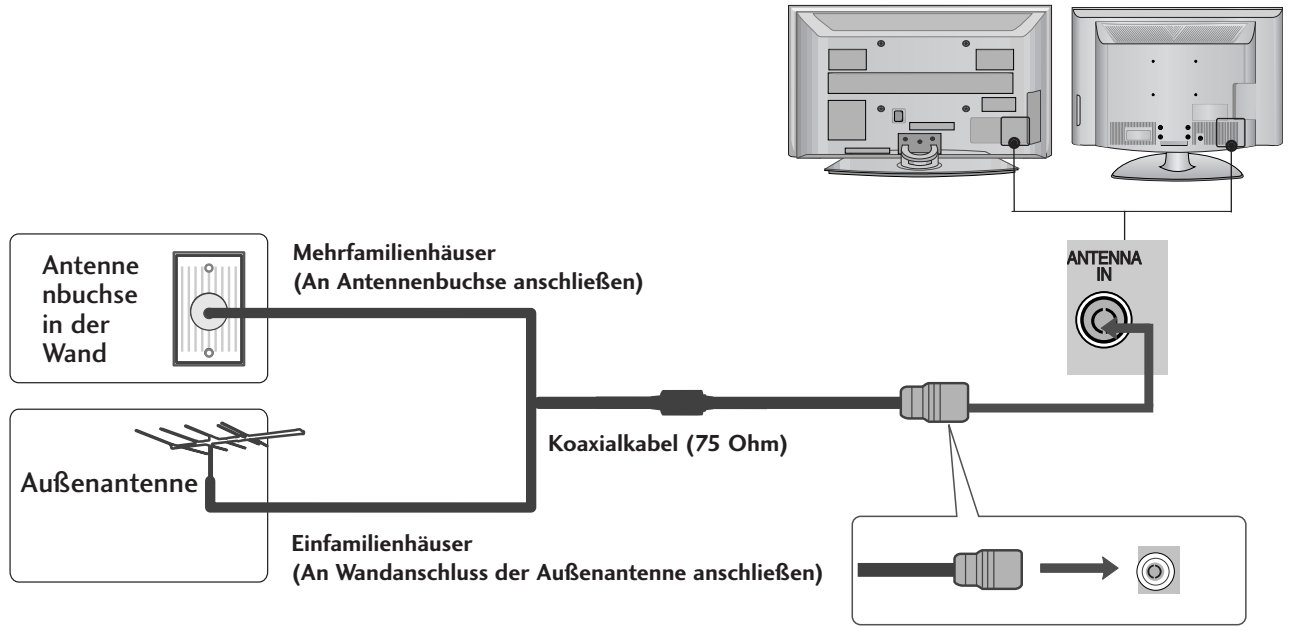 ANTENNA
IN
Antenne
nbuchse
in der
Wand
Mehrfamilienhäuser
(An Antennenbuchse anschließen)
Koaxialkabel (75 Ohm)
Außenantenne
Einfamilienhäuser
(An Wandanschluss der Außenantenne anschließen)